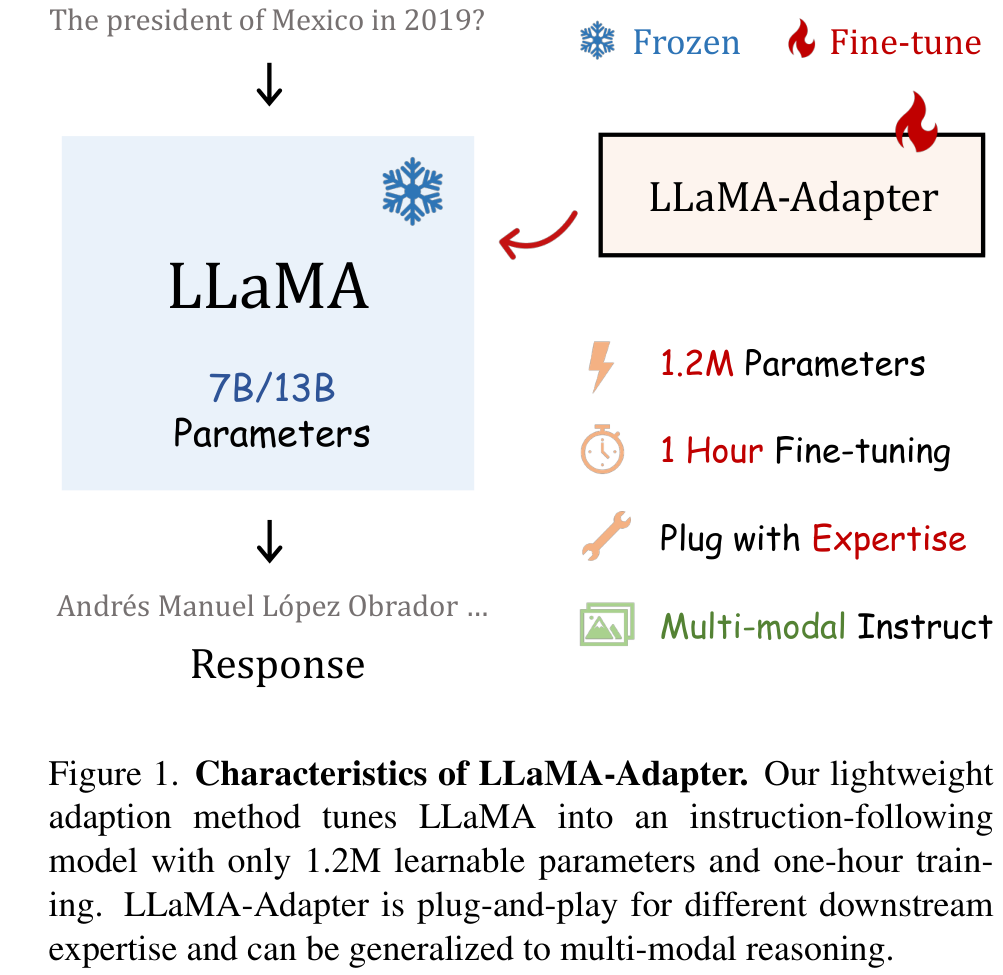 The president of Mexico in 2019?
Frozen
Fine-tune
LLaMA-Adapter
LLaMA
7B/13B
Parameters
1.2M Parameters
1 Hour Fine-tuning
Plug with Expertise
Multi-modal Instruct
Andrés Manuel López Obrador ...
Response
Figure 1. Characteristics of LLaMA-Adapter. Our lightweight
adaption method tunes LLaMA into an instruction-following
model with only 1.2M learnable parameters and one-hour train-
ing. LLaMA-Adapter is plug-and-play for different downstream
expertise and can be generalized to multi-modal reasoning.